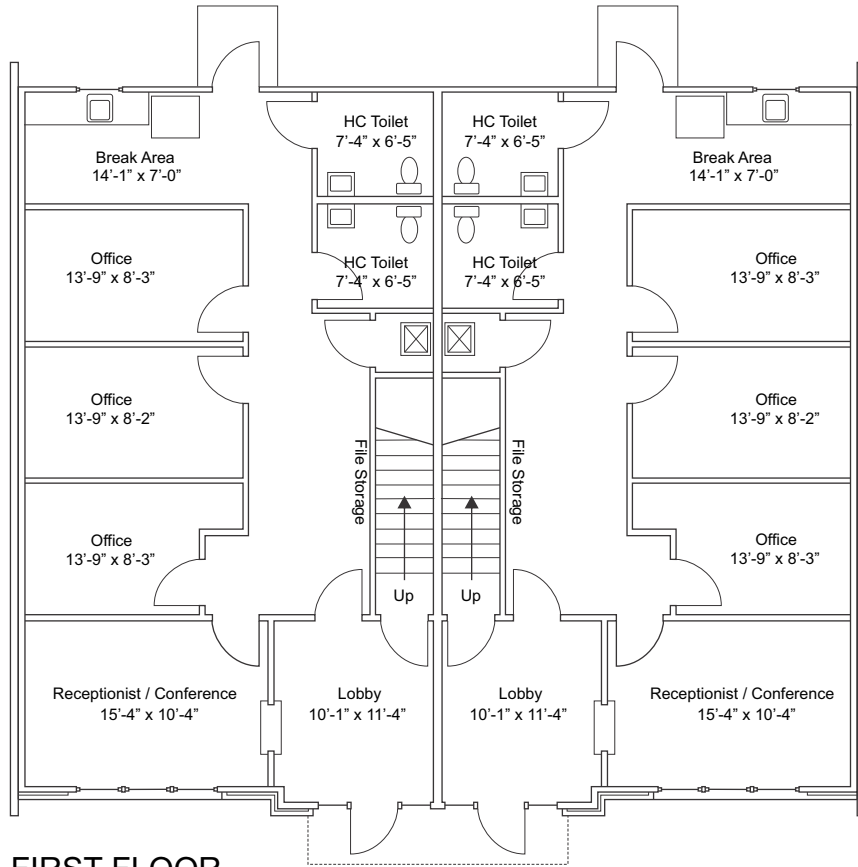 HC Toilet
7’-4” x 6’-5”
HC Toilet
7’-4” x 6’-5”
Break Area
14’-1” x 7’-0”
Break Area
14’-1” x 7’-0”
Office
13’-9” x 8’-3”
HC Toilet
7’-4” x 6’-5”
HC Toilet
7’-4” x 6’-5”
Office
13’-9” x 8’-3”
Office
13’-9” x 8’-2”
Office
13’-9” x 8’-2”
File Storage
File Storage
Office
13’-9” x 8’-3”
Office
13’-9” x 8’-3”
Up
Up
Receptionist / Conference
15’-4” x 10’-4”
Lobby
10’-1” x 11’-4”
Lobby
10’-1” x 11’-4”
Receptionist / Conference
15’-4” x 10’-4”
FIRST FLOOR